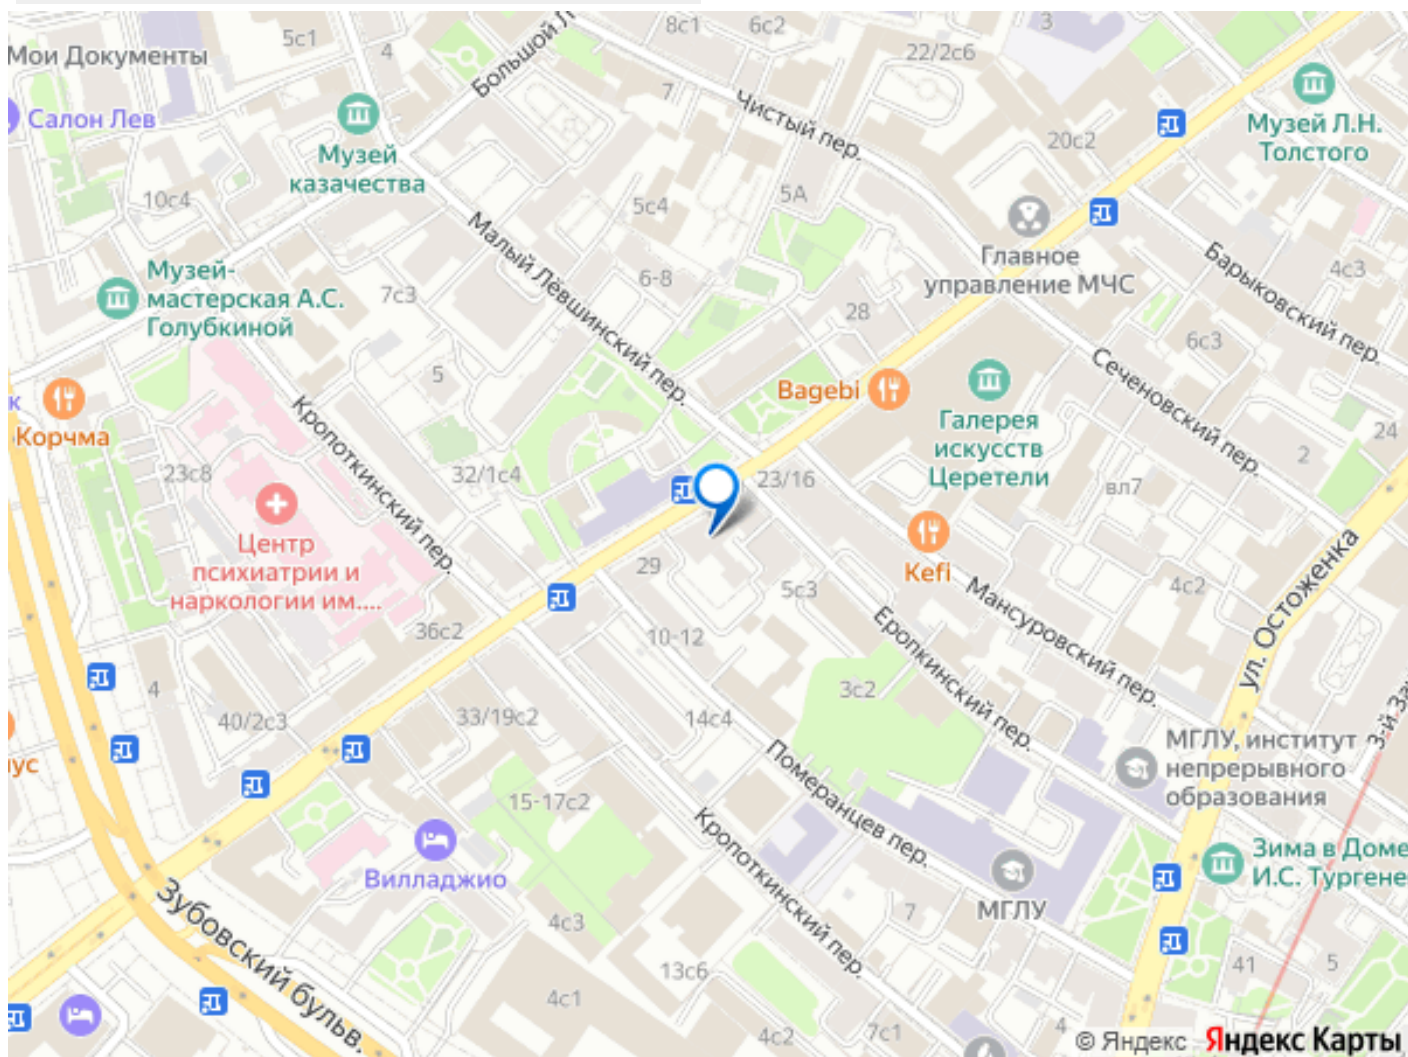 Мои Документы
5с1
4
Большой Л
8с1
6с2
22/2с6
3
7
Чистый пер.
Салон Лев
Музей
казачества
20с2
Музей Л.Н.
Толстого
10с4
5с4
5А
Малый Лёвшинский пер.
Главное
управление МЧС
Барыковский пер.
4с3
Музей-
мастерская А.С.
Голубкиной
7с3
6-8
28
6с3
Сеченовский пер.
5
Bagebi
Галерея
искусств
Церетели
к
Корчма
Кропоткинский пер.
24
2
23с8
32/1с4
23/16
вл7
Центр
психиатрии и
наркологии им....
29
Kefi
ул. Остоженка
5с3
4с2
Мансуровский пер.
Еропкинский пер.
36с2
10-12
3с2
4
40/2с3
33/19с2
14с4
3-й За
МГЛУ, институт
непрерывного
образования
ус
Померанцев пер.
15-17с2
Кропоткинский пер.
Вилладжио
Зима в Доме
И.С. Тургене
МГЛУ
Зубовский бульв.
4с3
7
13с6
41
5
4с1
4с2
7с1
4
© Яндекс Яндекс Карты